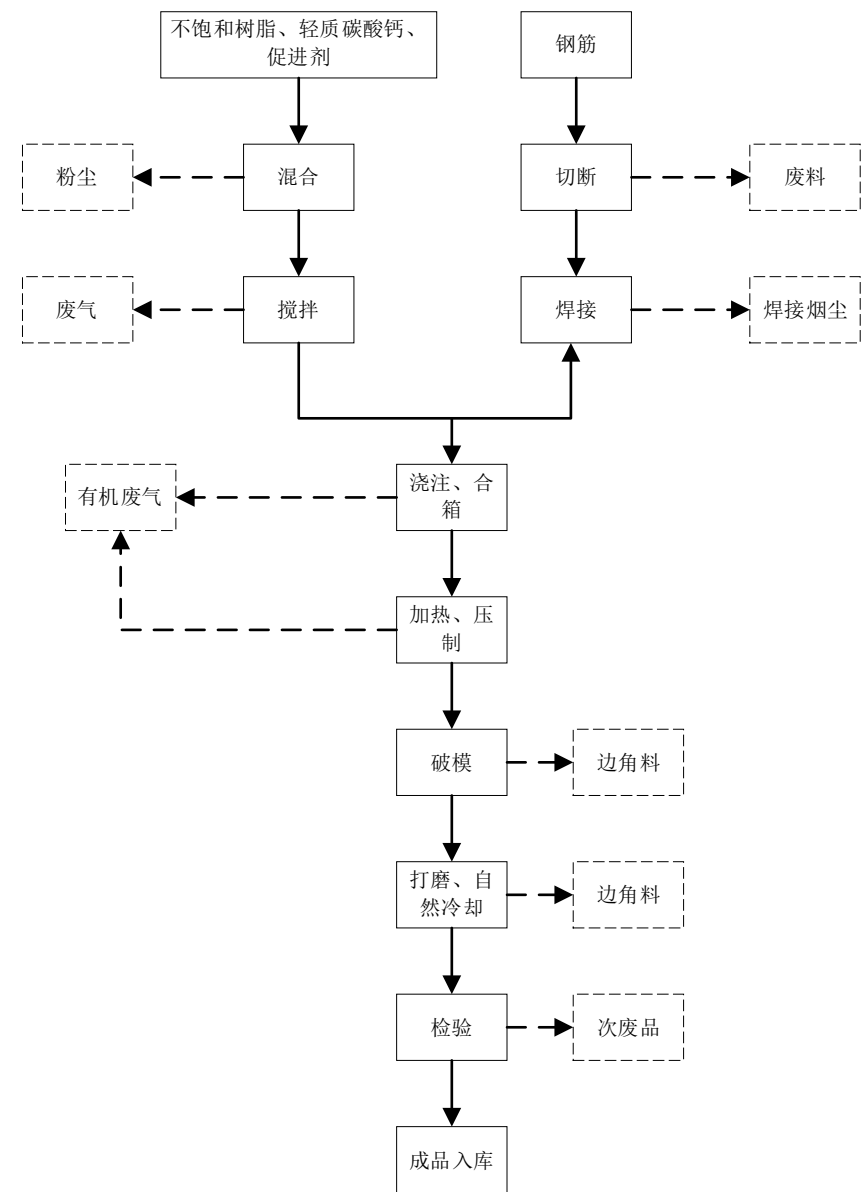 不饱和树脂、轻质碳酸钙、
促进剂
钢筋
粉尘
混合
切断
废料
废气
搅拌
焊接
焊接烟尘
有机废气
浇注、合
箱
加热、压
制
破模
边角料
打磨、自
然冷却
边角料
检验
次废品
成品入库